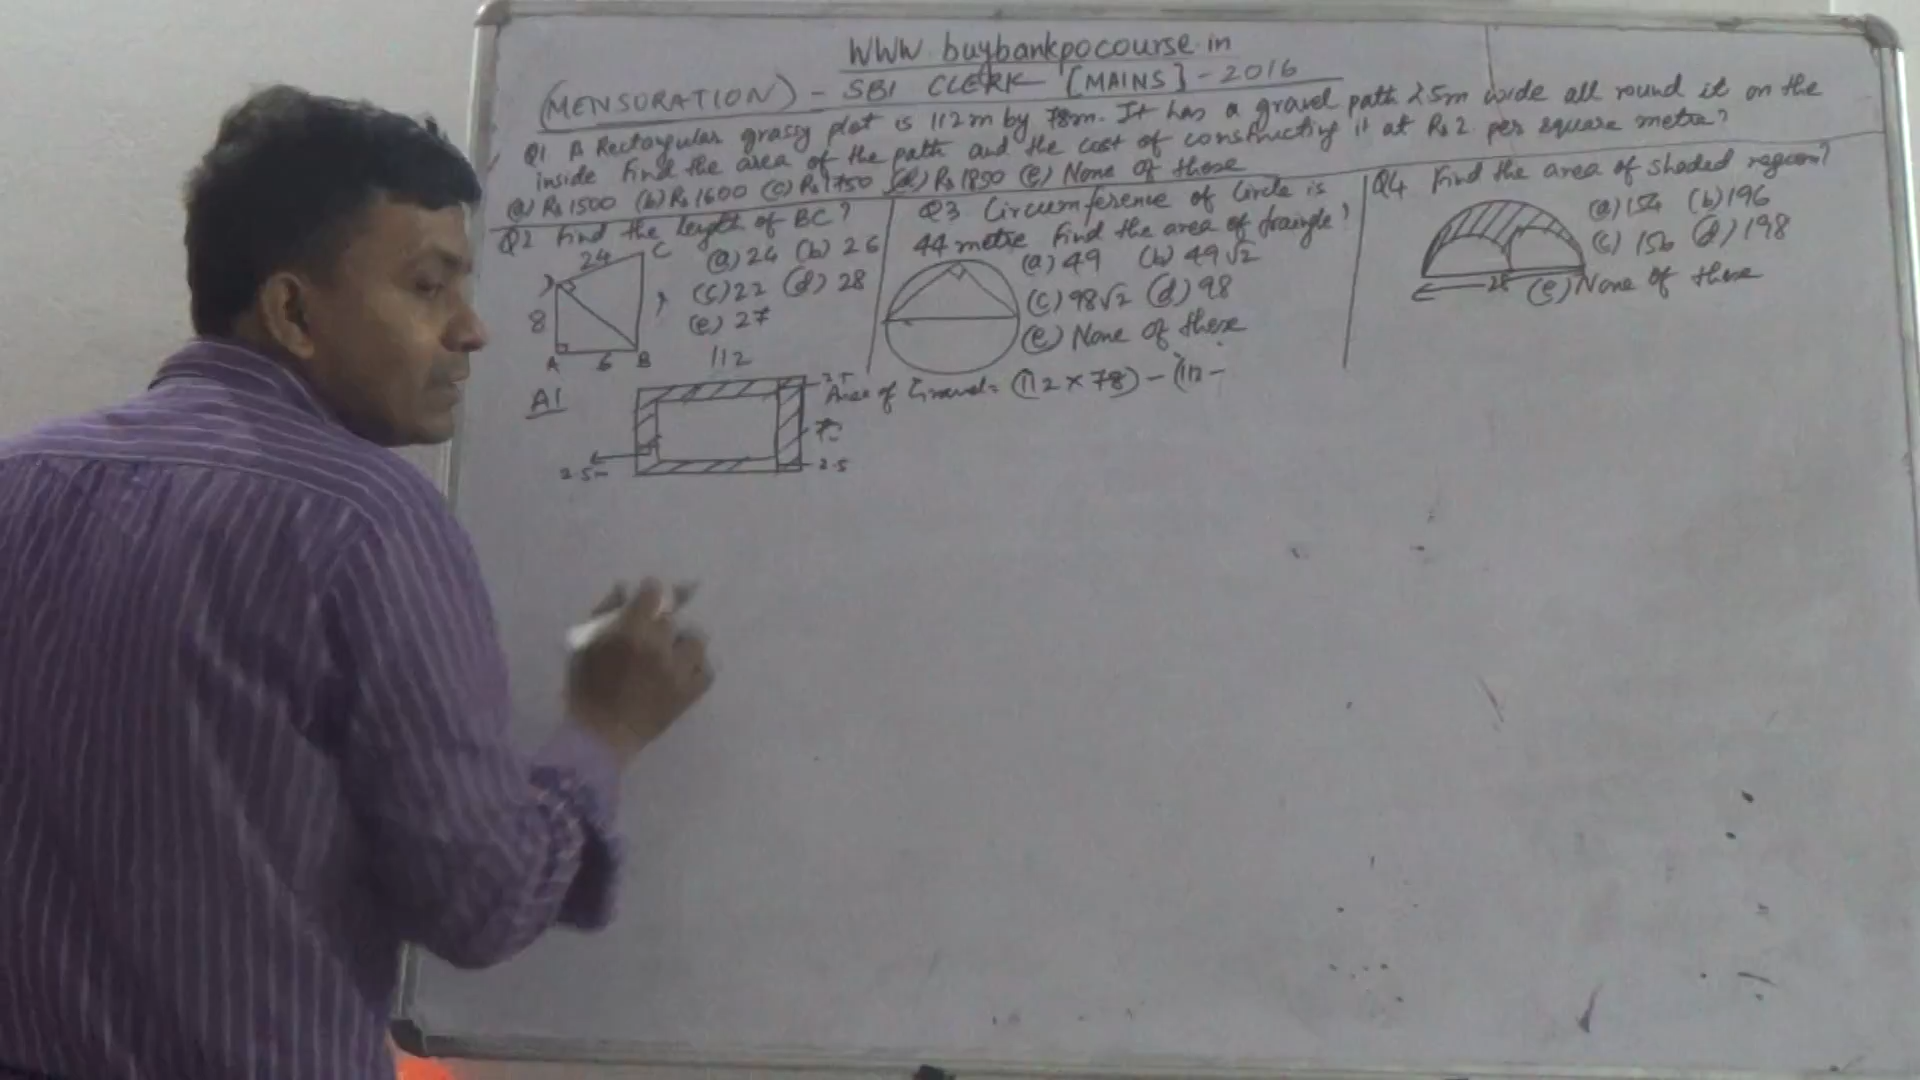 WWW.buybankpocourse.in
(MENSORATION) - SBI CLERK [MAINS] - 2016
Q1 A Rectangular grassy plot is 112m by 78m. It has a gravel path 2.5m wide all round it on the
inside Find the area of the path and the cost of constructing it at Rs 2 per square metre?
(a) Rs 1500 (b) Rs 1600 (c) Rs 1750 (d) Rs 1850 (e) None of these
Q2 Find the length of BC?
(a) 24 (b) 26
(c) 22 (d) 28
(e) 27
24
C
8
A
6
B
Q3 Circumference of Circle is
44 metre Find the area of traingle?
(a) 49 (b) 49√2
(c) 98√2 (d) 98
(e) None of these
Q4 Find the area of shaded region?
(a) 154 (b) 196
(c) 156 (d) 198
28 (e) None of these
A1
112
2.5
2.5m
2.5
Area of Gravel = (112 × 78) - (112 -